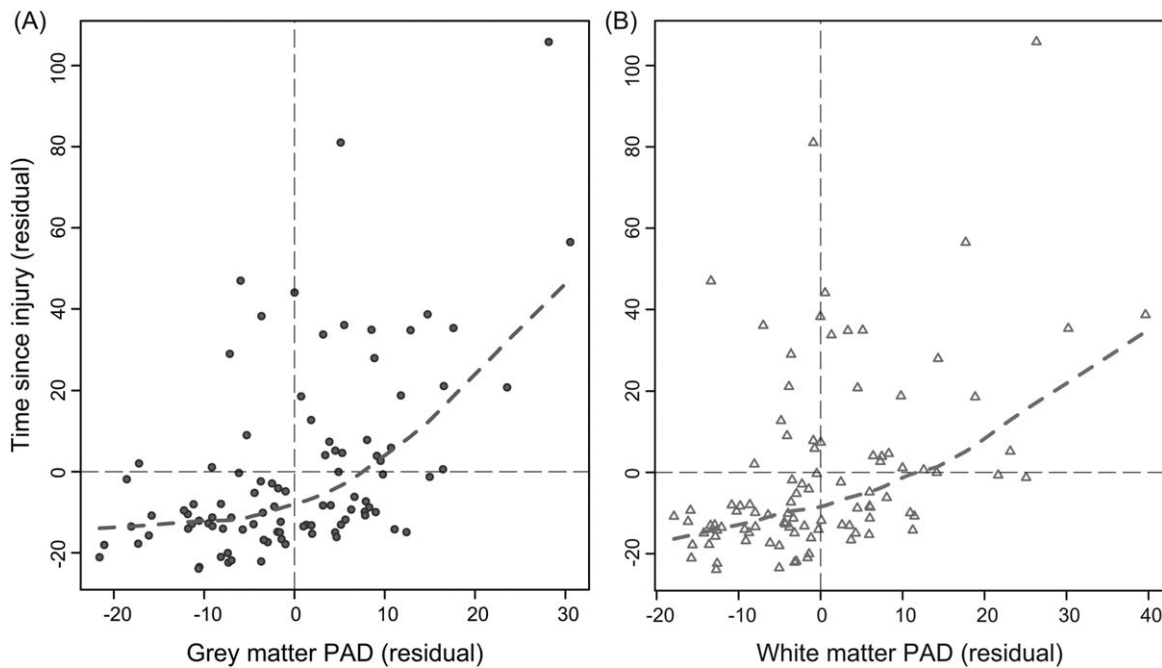 (A)
(B)
Time since injury (residual)
100
80
60
40
20
0
-20
-20 -10 0 10 20 30
Grey matter PAD (residual)
100
80
60
40
20
0
-20
-20 -10 0 10 20 30 40
White matter PAD (residual)